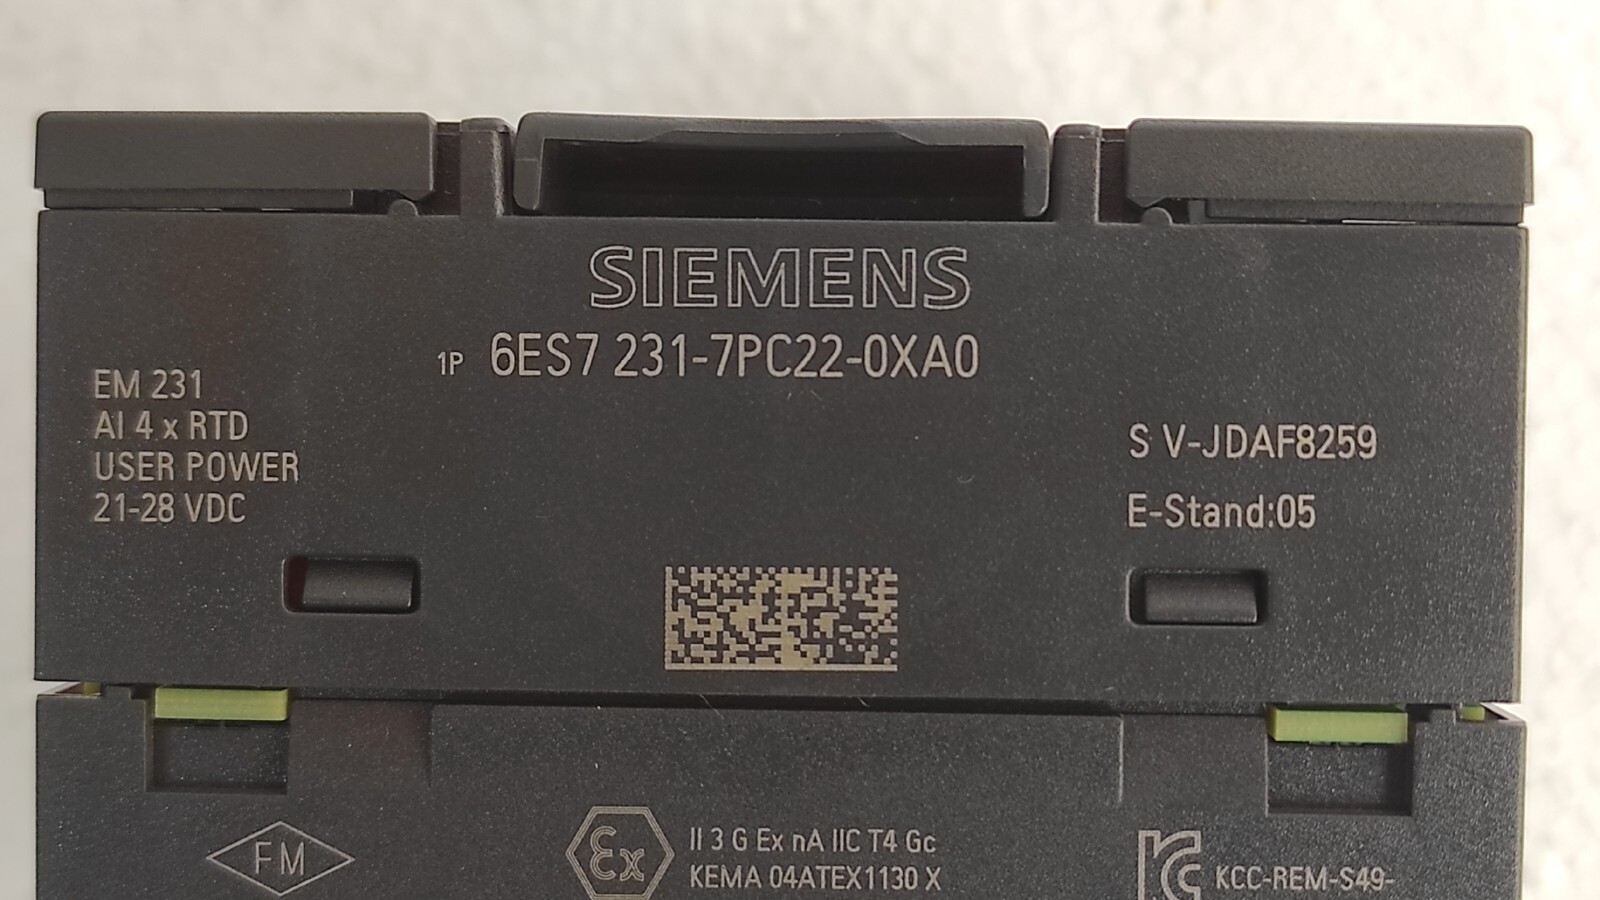 SIEMENS
1P 6ES7 231-7PC22-0XA0
EM 231
AI 4 x RTD
USER POWER
21-28 VDC
S V-JDAF8259
E-Stand:05
FM
Ex
II 3 G Ex nA IIC T4 Gc
KEMA 04ATEX1130 X
KCC-REM-S49-